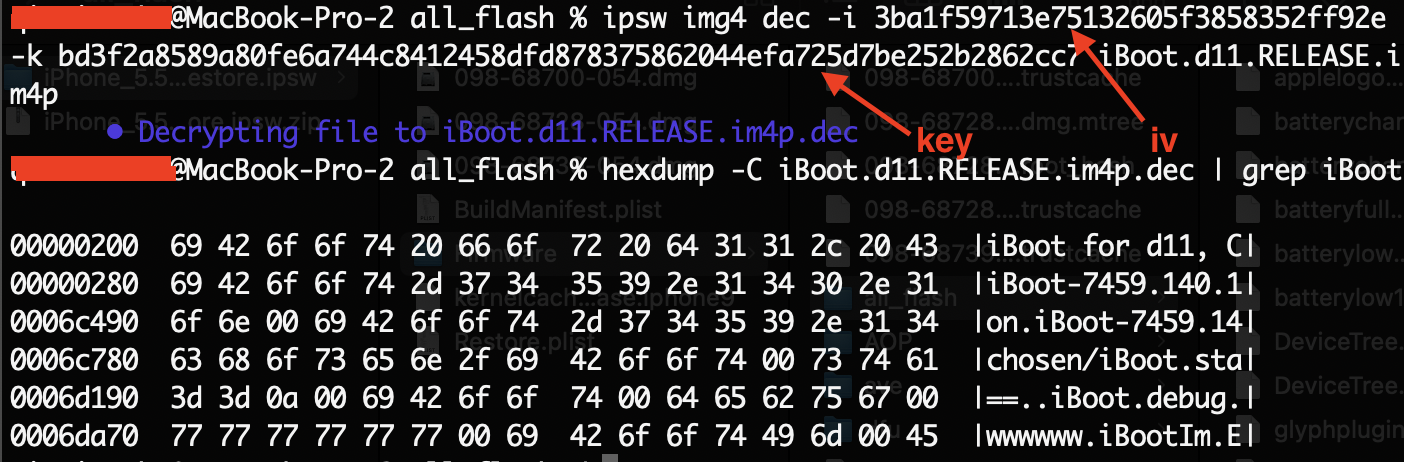 @MacBook-Pro-2 all_flash % ipsw img4 dec -i 3ba1f59713e75132605f3858352ff92e
-k bd3f2a8589a80fe6a744c8412458dfd878375862044efa725d7be252b2862cc7 iBoot.d11.RELEASE.i
m4p
● Decrypting file to iBoot.d11.RELEASE.im4p.dec
key
iv
@MacBook-Pro-2 all_flash % hexdump -C iBoot.d11.RELEASE.im4p.dec | grep iBoot
00000200  69 42 6f 6f 74 20 66 6f  72 20 64 31 31 2c 20 43  |iBoot for d11, C|
00000280  69 42 6f 6f 74 2d 37 34  35 39 2e 31 34 30 2e 31  |iBoot-7459.140.1|
0006c490  6f 6e 00 69 42 6f 6f 74  2d 37 34 35 39 2e 31 34  |on.iBoot-7459.14|
0006c780  63 68 6f 73 65 6e 2f 69  42 6f 6f 74 00 73 74 61  |chosen/iBoot.sta|
0006d190  3d 3d 0a 00 69 42 6f 6f  74 00 64 65 62 75 67 00  |==..iBoot.debug.|
0006da70  77 77 77 77 77 77 00 69  42 6f 6f 74 49 6d 00 45  |wwwwww.iBootIm.E|
iPhone_5.5...estore.ipsw
iPhone_5.5...ore.ipsw.zip
098-68700-054.dmg
BuildManifest.plist
Firmware
kernelcach...ase.iphone9
Restore.plist
098-68700....trustcache
....dmg.mtree
098-68728....trustcache
all_flash
AOP
applelogo...
batterychar
batteryfull...
batterylow...
batterylow1
DeviceTree.
DeviceTree.
glyphplugin